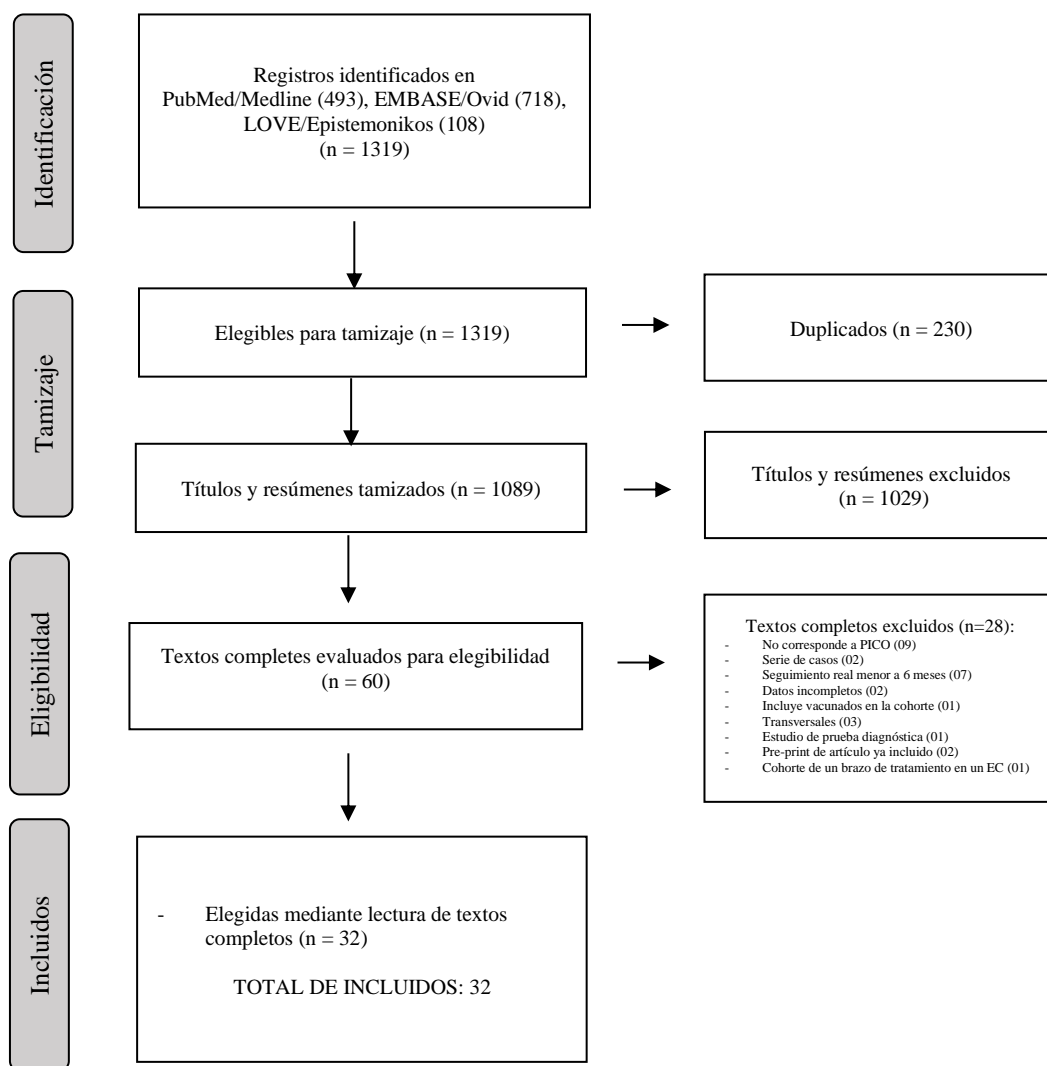 Identificación
Registros identificados en
PubMed/Medline (493), EMBASE/Ovid (718),
LOVE/Epistemonikos (108)
(n = 1319)
Tamizaje
Elegibles para tamizaje (n = 1319)
Duplicados (n = 230)
Títulos y resúmenes tamizados (n = 1089)
Títulos y resúmenes excluidos
(n = 1029)
Eligibilidad
Textos completes evaluados para elegibilidad
(n = 60)
Textos completos excluidos (n=28):
- No corresponde a PICO (09)
- Serie de casos (02)
- Seguimiento real menor a 6 meses (07)
- Datos incompletos (02)
- Incluye vacunados en la cohorte (01)
- Transversales (03)
- Estudio de prueba diagnóstica (01)
- Pre-print de artículo ya incluido (02)
- Cohorte de un brazo de tratamiento en un EC (01)
Incluidos
- Elegidas mediante lectura de textos
completos (n = 32)
TOTAL DE INCLUIDOS: 32